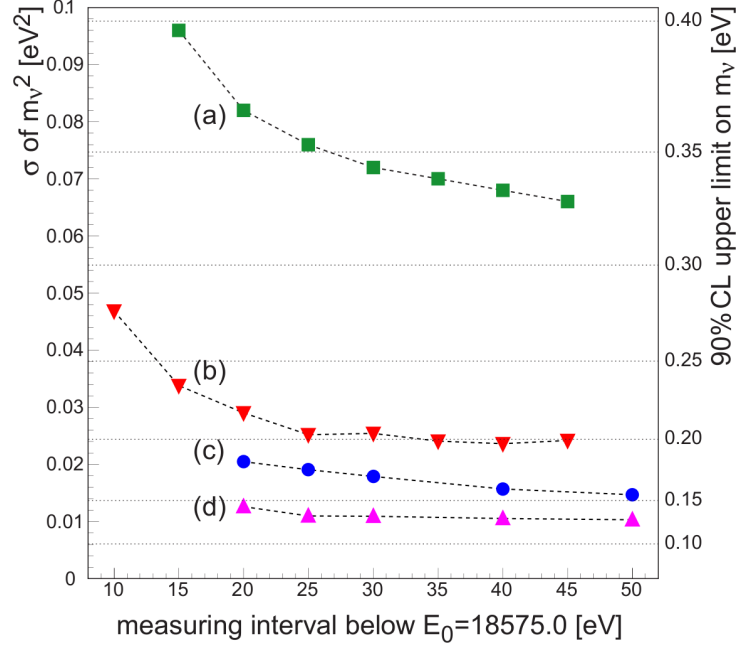 σ of mν² [eV²]
0.1
0.09
0.08
0.07
0.06
0.05
0.04
0.03
0.02
0.01
0
(a)
(b)
(c)
(d)
0.40
0.35
0.30
0.25
0.20
0.15
0.10
90% CL upper limit on mν [eV]
10 15 20 25 30 35 40 45 50
measuring interval below E₀=18575.0 [eV]